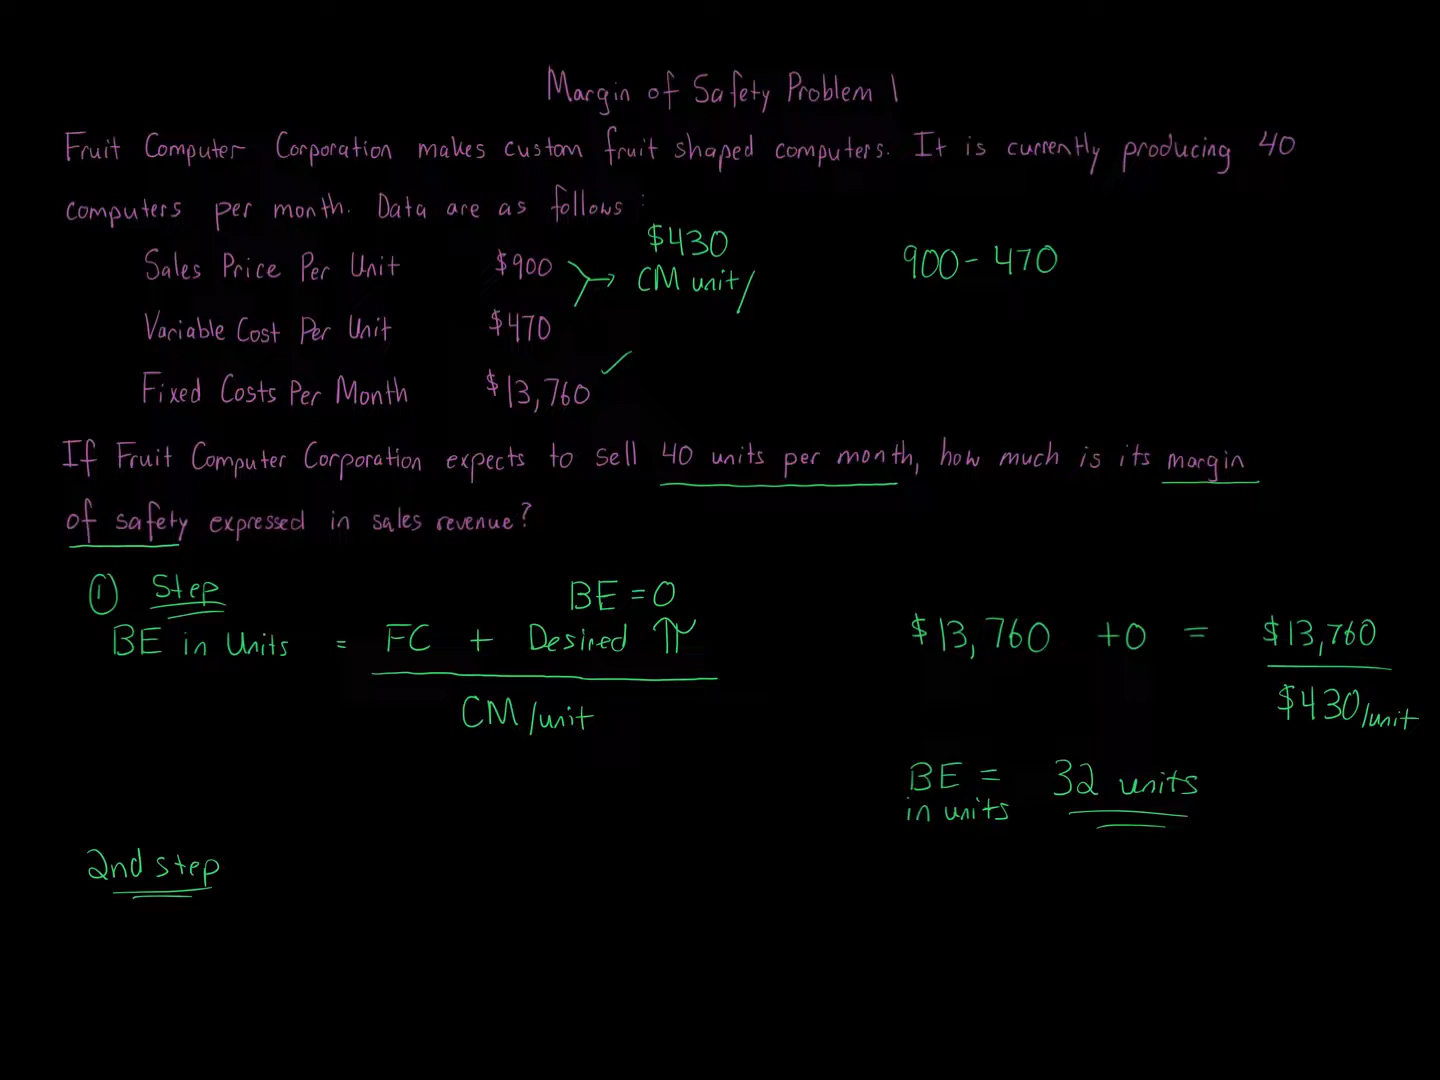 Margin of Safety Problem 1
Fruit Computer Corporation makes custom fruit shaped computers. It is currently producing 40
computers per month. Data are as follows:
Sales Price Per Unit $900
$430
CM unit/
900 - 470
Variable Cost Per Unit $470
Fixed Costs Per Month $13,760 ✓
If Fruit Computer Corporation expects to sell 40 units per month, how much is its margin
of safety expressed in sales revenue?
① Step
BE = 0
BE in Units = FC + Desired π
CM/unit
$13,760 + 0 = $13,760
$430/unit
BE = 32 units
in units
2nd step